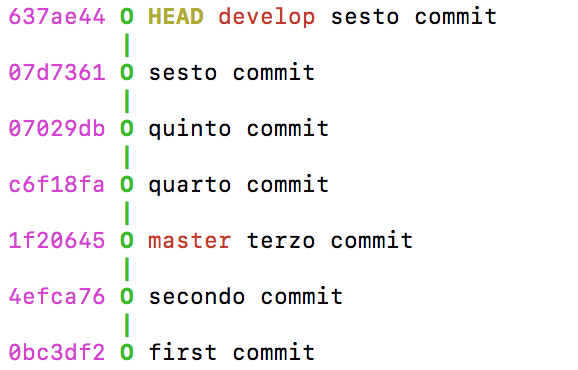 637ae44 O HEAD develop sesto commit
|
07d7361 O sesto commit
|
07029db O quinto commit
|
c6f18fa O quarto commit
|
1f20645 O master terzo commit
|
4efca76 O secondo commit
|
0bc3df2 O first commit